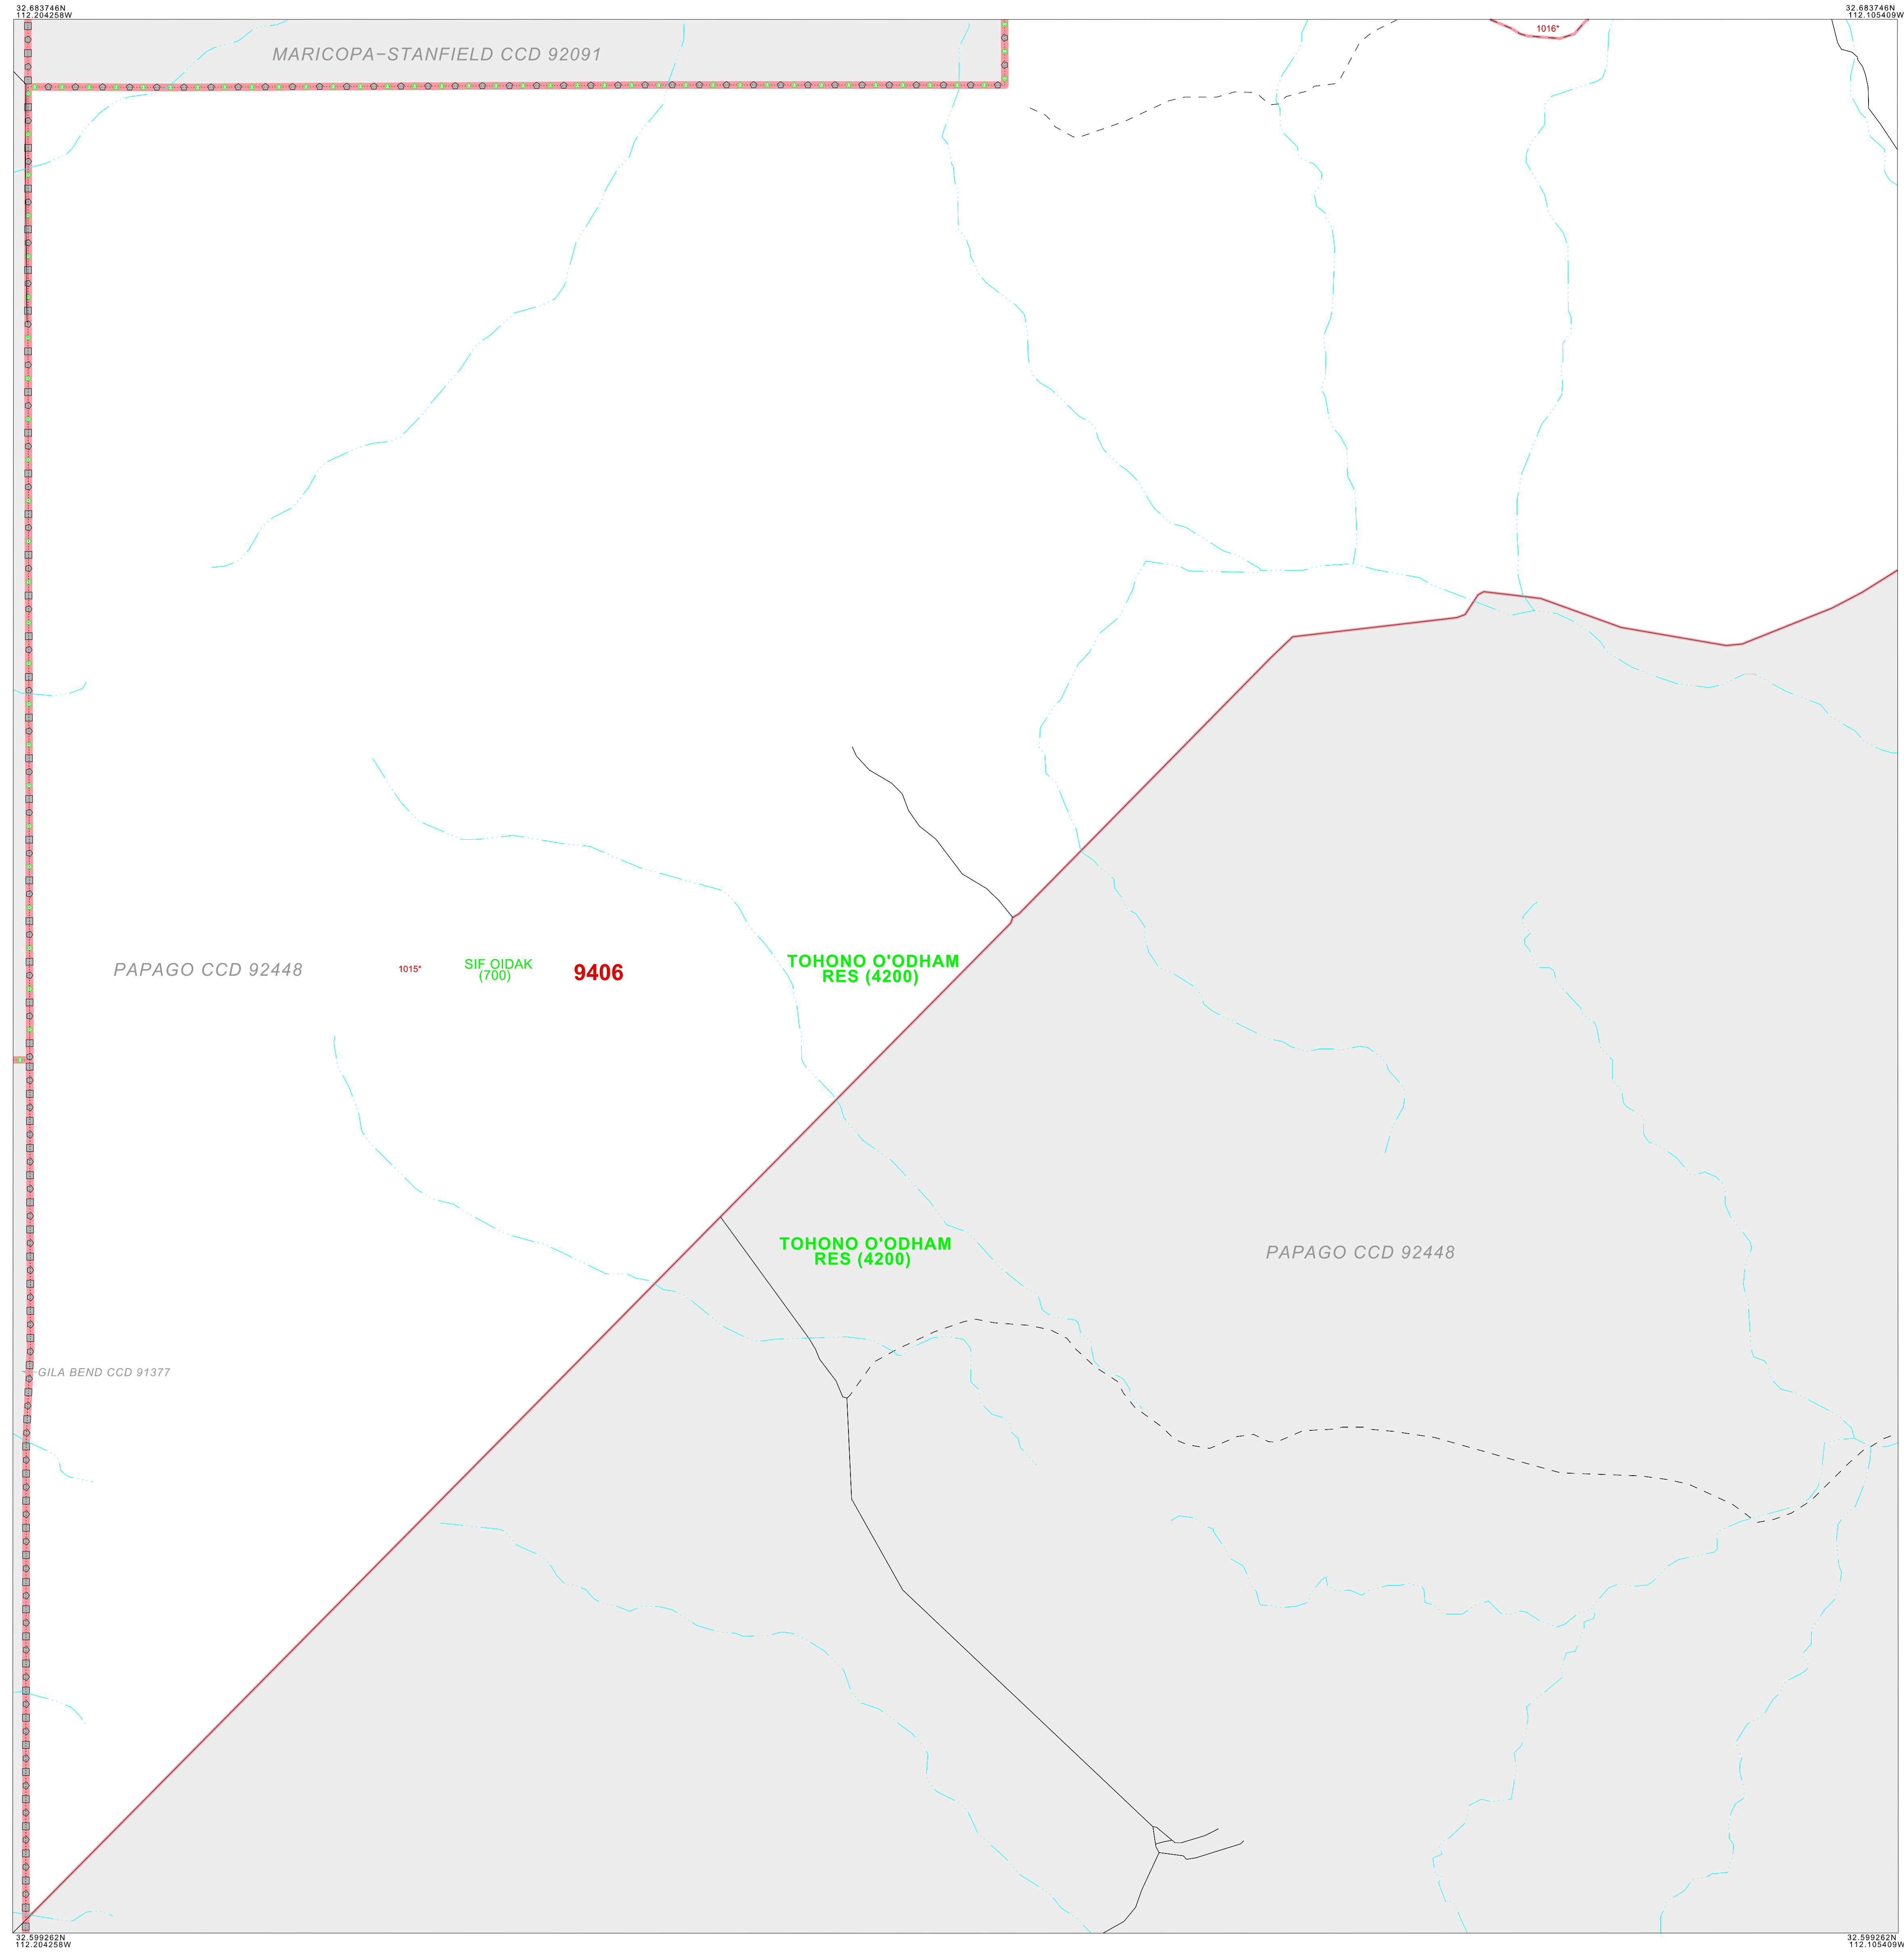 32.683746N
112.204258W
32.683746N
112.105409W
MARICOPA−STANFIELD CCD 92091
1016*
PAPAGO CCD 92448
1015*
SIF OIDAK
(700)
9406
TOHONO O'ODHAM
RES (4200)
TOHONO O'ODHAM
RES (4200)
PAPAGO CCD 92448
GILA BEND CCD 91377
32.599262N
112.204258W
32.599262N
112.105409W